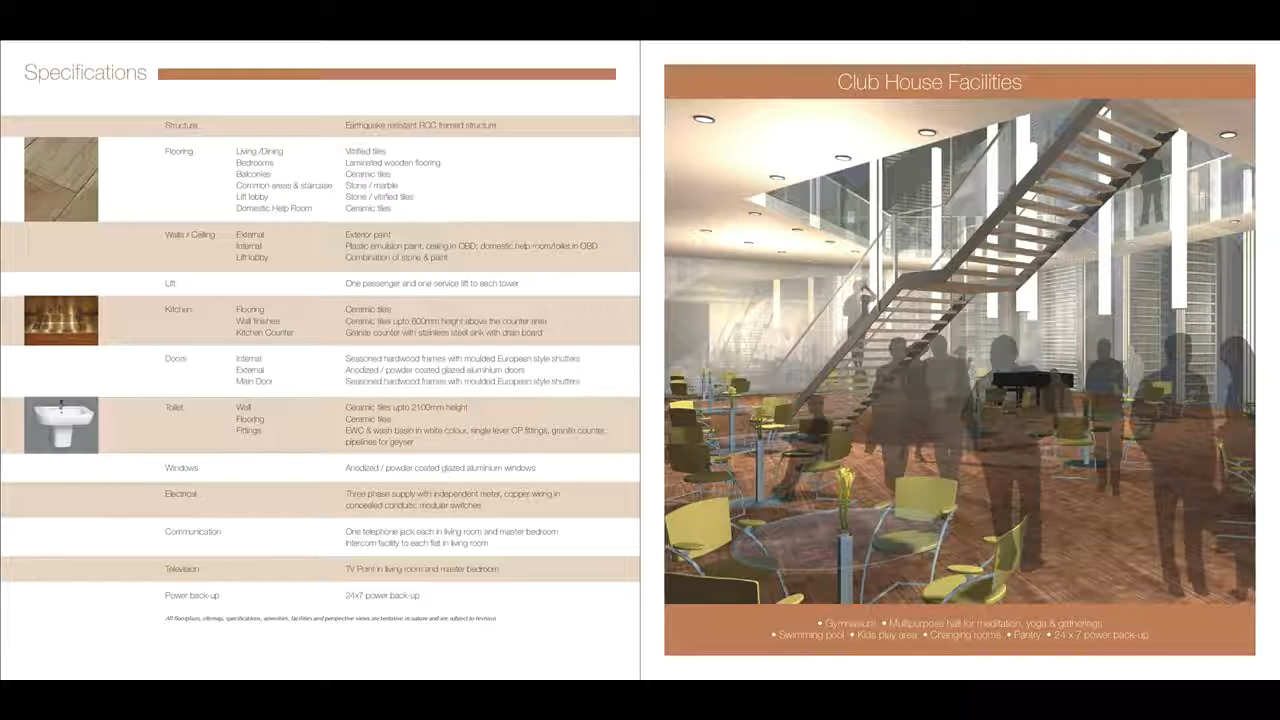 Specifications
Structure Earthquake-resistant RCC framed structure
Flooring Living /Dining Vitrified tiles
Bedrooms Laminated wooden flooring
Balconies Ceramic tiles
Common areas & staircase Stone / marble
Lift lobby Stone / vitrified tiles
Domestic Help Room Ceramic tiles
Walls / Ceiling External Exterior paint
Internal Plastic emulsion paint, ceiling in OBD; domestic help room/toilet in OBD
Lift lobby Combination of stone & paint
Lift One passenger and one service lift to each tower
Kitchen Flooring Ceramic tiles
Wall finishes Ceramic tiles upto 600mm height above the counter area
Kitchen Counter Granite counter with stainless steel sink with drain board
Doors Internal Seasoned hardwood frames with moulded European style shutters
External Anodized / powder coated glazed aluminium doors
Main Door Seasoned hardwood frames with moulded European style shutters
Toilet Wall Ceramic tiles upto 2100mm height
Flooring Ceramic tiles
Fittings EWC & wash basin in white colour, single lever CP fittings, granite counter,
pipelines for geyser
Windows Anodized / powder coated glazed aluminium windows
Electrical Three phase supply with independent meter, copper wiring in
concealed conduits; modular switches
Communication One telephone jack each in living room and master bedroom
Intercom facility to each flat in living room
Television TV Point in living room and master bedroom
Power back-up 24x7 power back-up
All floorplans, sitemap, specifications, amenities, facilities and perspective views are tentative in nature and are subject to revision
Club House Facilities
• Gymnasium • Multipurpose hall for meditation, yoga & gatherings
• Swimming pool • Kids play area • Changing rooms • Pantry • 24 x 7 power back-up